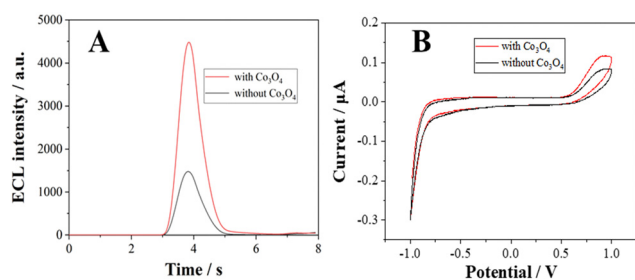 A
ECL intensity / a.u.
5000
4000
3000
2000
1000
0
with Co₃O₄
without Co₃O₄
0 2 4 6 8
Time / s
B
Current / μA
0.2
0.1
0.0
-0.1
-0.2
-0.3
with Co₃O₄
without Co₃O₄
-1.0 -0.5 0.0 0.5 1.0
Potential / V